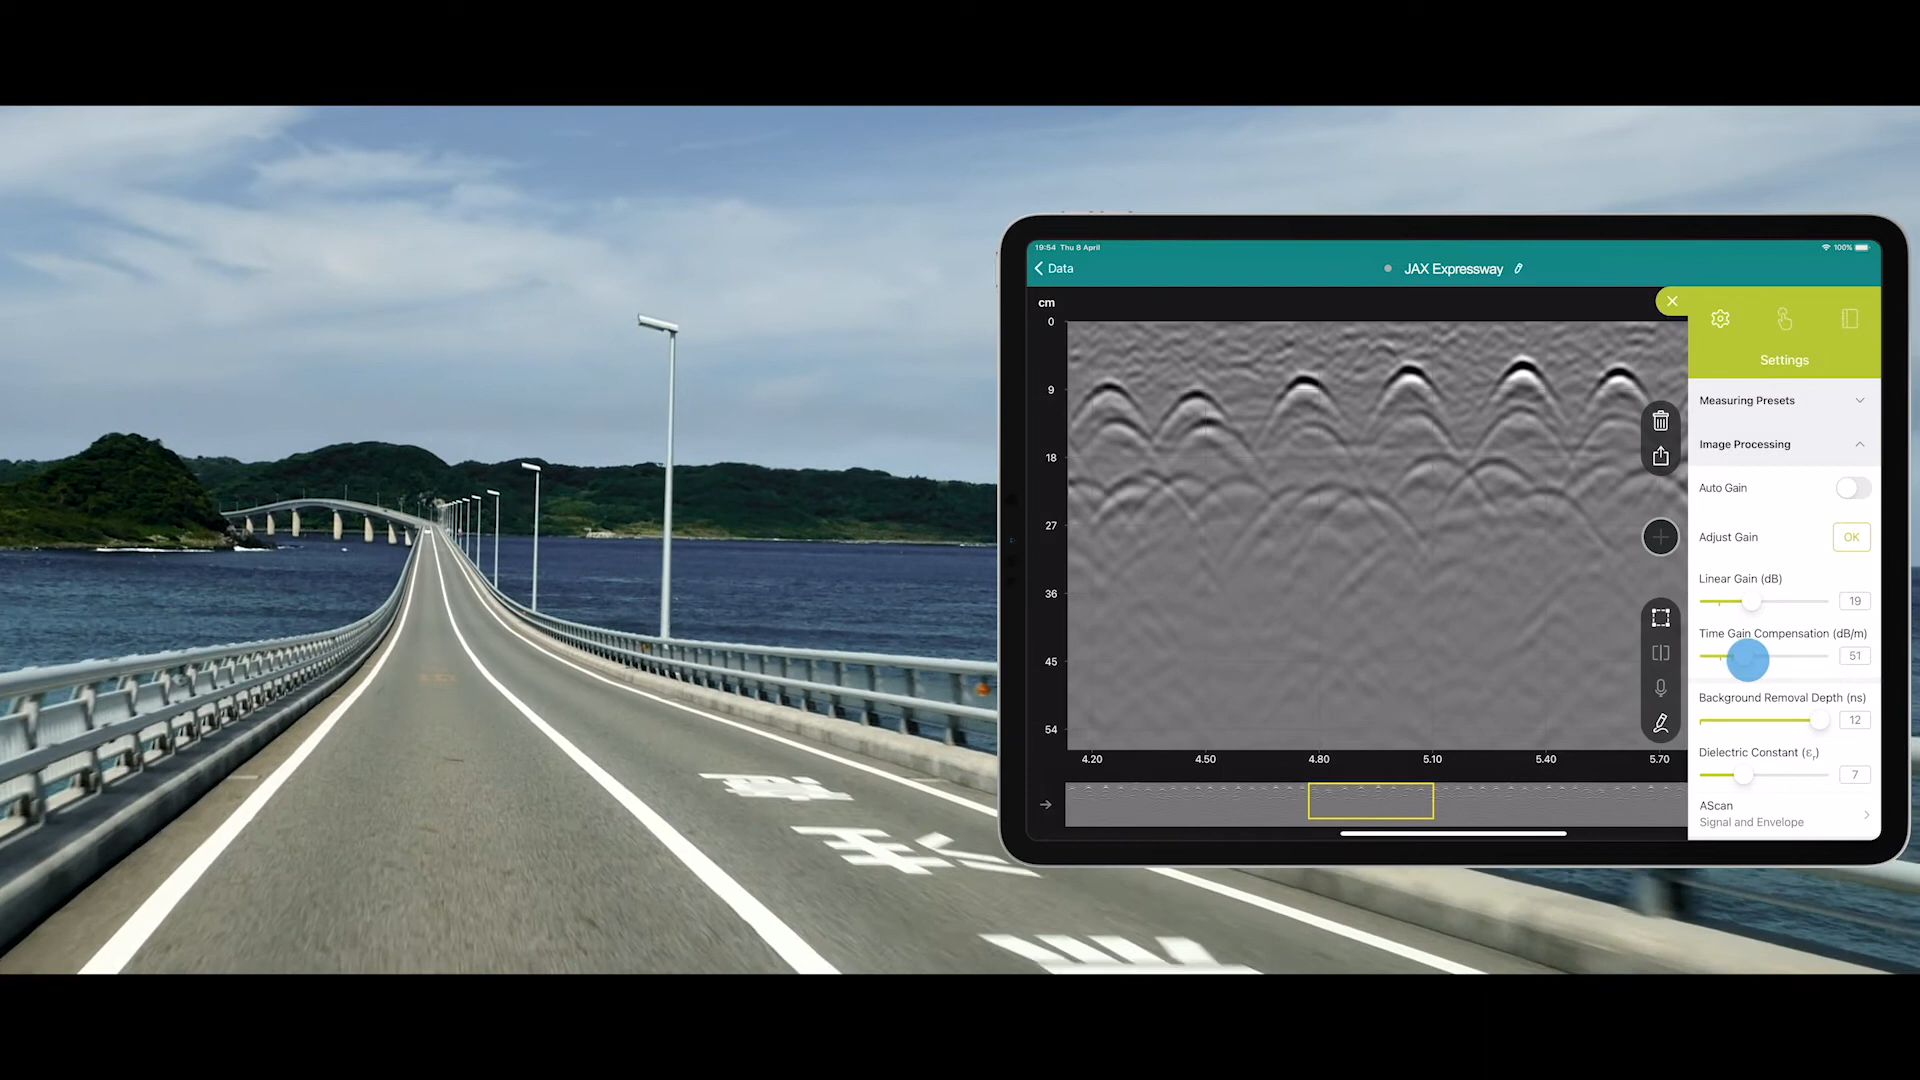 19:54 Thu 8 April
100%
Data
JAX Expressway
cm
0
9
18
27
36
45
54
4.20 4.50 4.80 5.10 5.40 5.70
Settings
Measuring Presets
Image Processing
Auto Gain
Adjust Gain OK
Linear Gain (dB)
19
Time Gain Compensation (dB/m)
51
Background Removal Depth (ns)
12
Dielectric Constant (εr)
7
AScan
Signal and Envelope